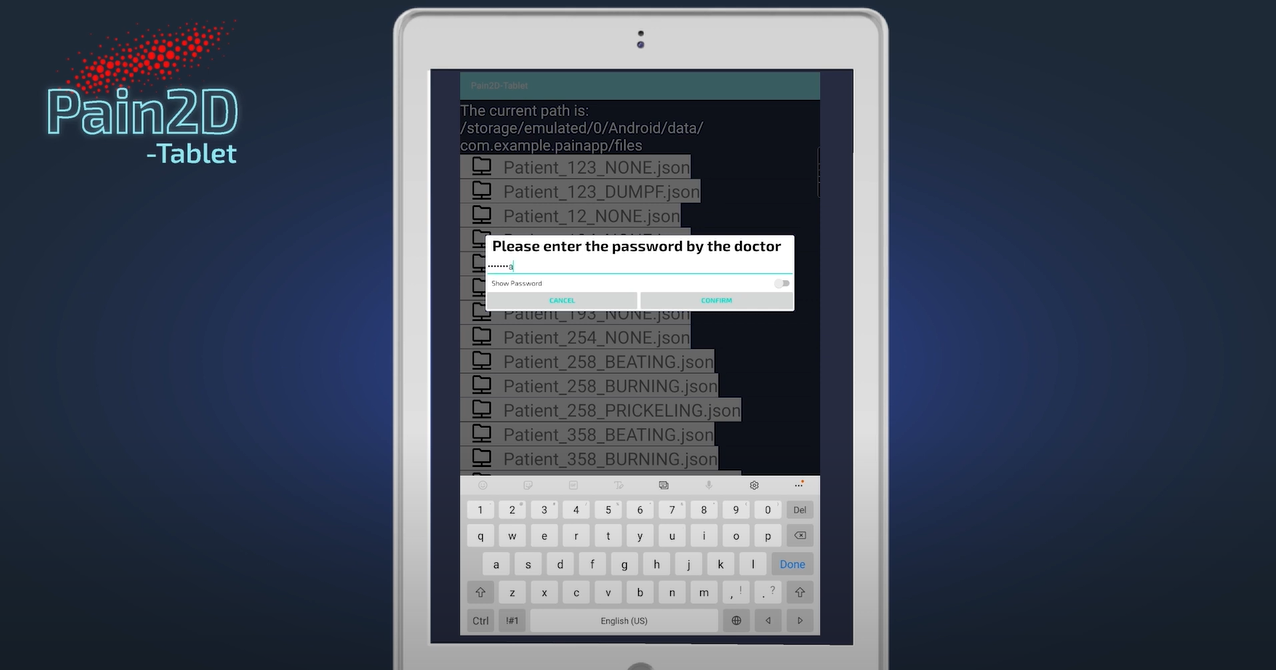 Pain2D
-Tablet
Pain2D-Tablet
The current path is:
/storage/emulated/0/Android/data/
com.example.painapp/files
Patient_123_NONE.json
Patient_123_DUMPF.json
Patient_12_NONE.json
Please enter the password by the doctor
•••••••a
Show Password
CANCEL CONFIRM
Patient_193_NONE.json
Patient_254_NONE.json
Patient_258_BEATING.json
Patient_258_BURNING.json
Patient_258_PRICKELING.json
Patient_358_BEATING.json
Patient_358_BURNING.json
1 2 3 4 5 6 7 8 9 0 Del
q w e r t y u i o p
a s d f g h j k l Done
z x c v b n m , ! . ?
Ctrl !#1 English (US)